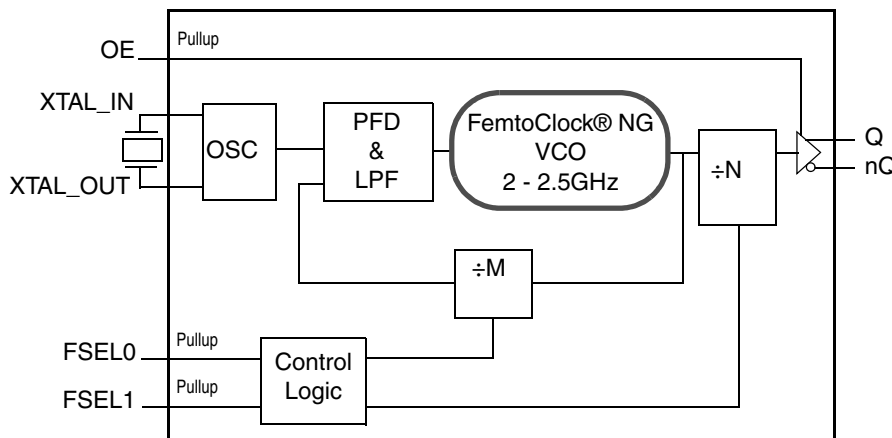 OE
Pullup
XTAL_IN
XTAL_OUT
OSC
PFD
&
LPF
FemtoClock® NG
VCO
2 - 2.5GHz
÷N
Q
nQ
÷M
FSEL0
Pullup
FSEL1
Pullup
Control
Logic